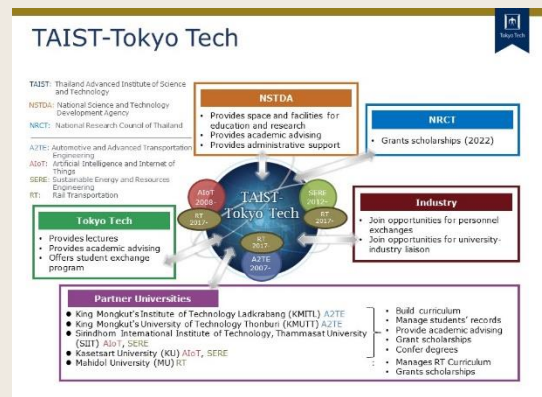 TAIST-Tokyo Tech
Tokyo Tech
TAIST: Thailand Advanced Institute of Science
and Technology
NSTDA: National Science and Technology
Development Agency
NRCT: National Research Council of Thailand
A2TE: Automotive and Advanced Transportation
Engineering
AIoT: Artificial Intelligence and Internet of
Things
SERE: Sustainable Energy and Resources
Engineering
RT: Rail Transportation
NSTDA
• Provides space and facilities for
education and research
• Provides academic advising
• Provides administrative support
NRCT
• Grants scholarships (2022)
AIoT
2008-
RT
2017-
TAIST-
Tokyo Tech
SERE
2012-
RT
2017-
RT
2017-
A2TE
2007-
Tokyo Tech
• Provides lectures
• Provides academic advising
• Offers student exchange
program
Industry
• Join opportunities for personnel
exchanges
• Join opportunities for university-
industry liaison
Partner Universities
● King Mongkut's Institute of Technology Ladkrabang (KMITL) A2TE
● King Mongkut's University of Technology Thonburi (KMUTT) A2TE
● Sirindhorn International Institute of Technology, Thammasat University
(SIIT) AIoT, SERE
● Kasetsart University (KU) AIoT, SERE
● Mahidol University (MU) RT
• Build curriculum
• Manage students' records
• Provide academic advising
• Grant scholarships
• Confer degrees
• Manages RT Curriculum
• Grants scholarships